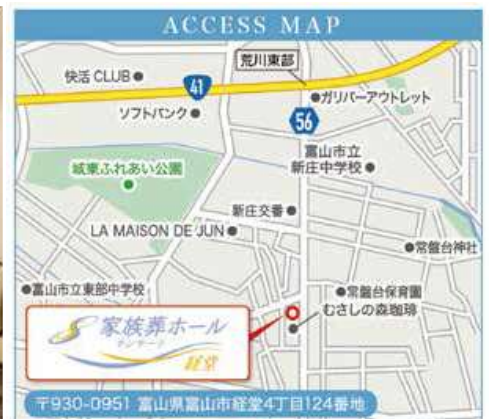 ACCESS MAP
荒川東部
快活 CLUB
41
ガリバーアウトレット
ソフトバンク
56
富山市立
新庄中学校
城東ふれあい公園
新庄交番
LA MAISON DE JUN
常盤台神社
富山市立東部中学校
常盤台保育園
むさしの森珈琲
家族葬ホール
経堂
〒930-0951 富山県富山市経堂4丁目124番地